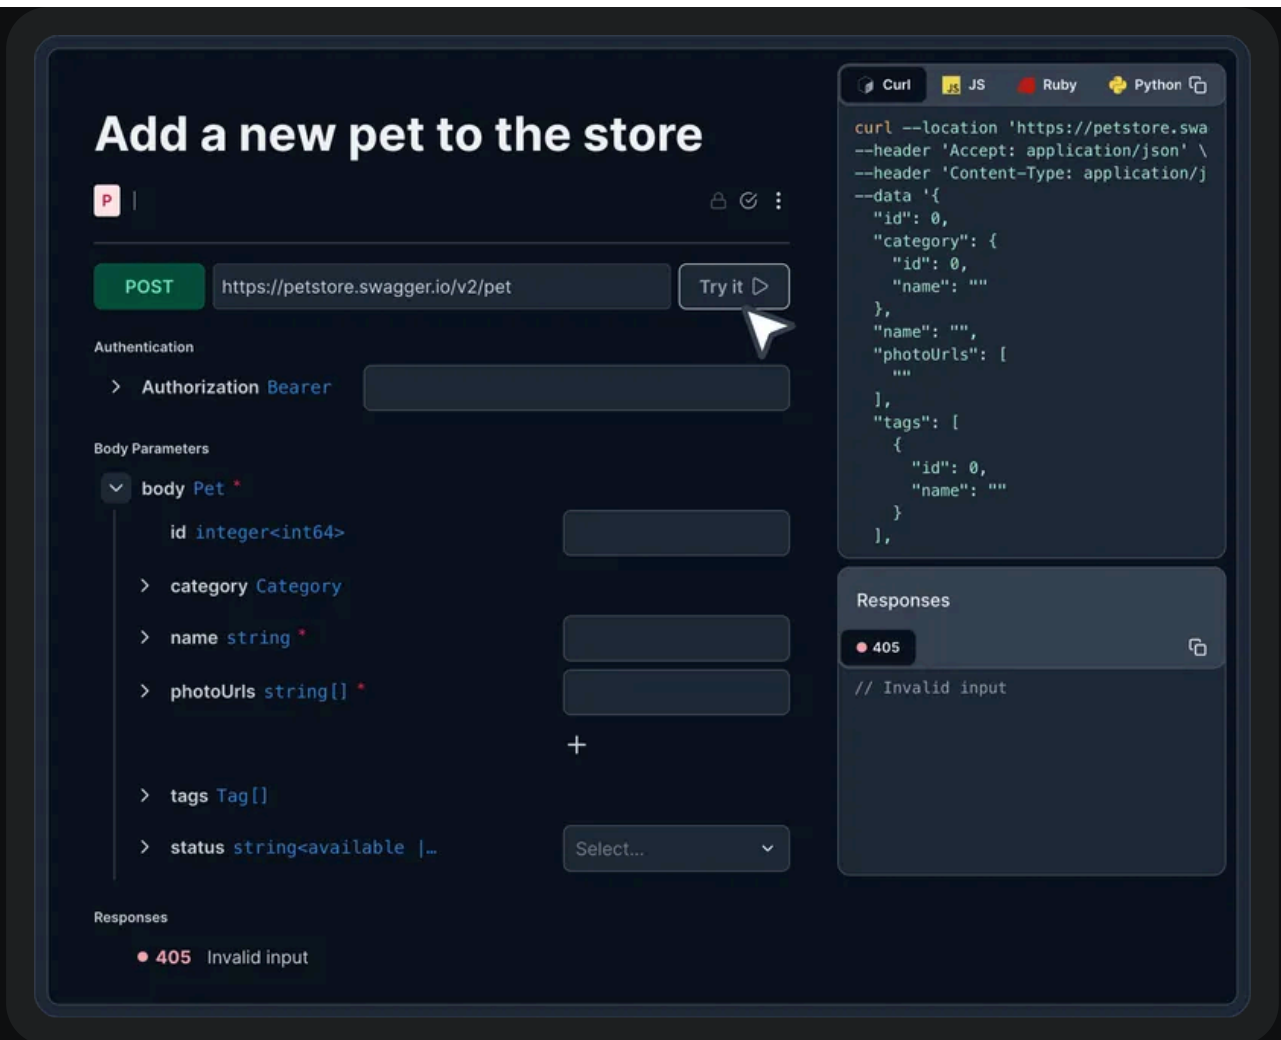 Add a new pet to the store
P
POST
https://petstore.swagger.io/v2/pet
Try it
Authentication
Authorization Bearer
Body Parameters
body Pet *
id integer<int64>
category Category
name string *
photoUrls string[] *
+
tags Tag[]
status string<available |…
Select...
Responses
405 Invalid input
Curl
JS JS
Ruby
Python
curl --location 'https://petstore.swa
--header 'Accept: application/json' \
--header 'Content-Type: application/j
--data '{
"id": 0,
"category": {
"id": 0,
"name": ""
},
"name": "",
"photoUrls": [
""
],
"tags": [
{
"id": 0,
"name": ""
}
],
Responses
405
// Invalid input